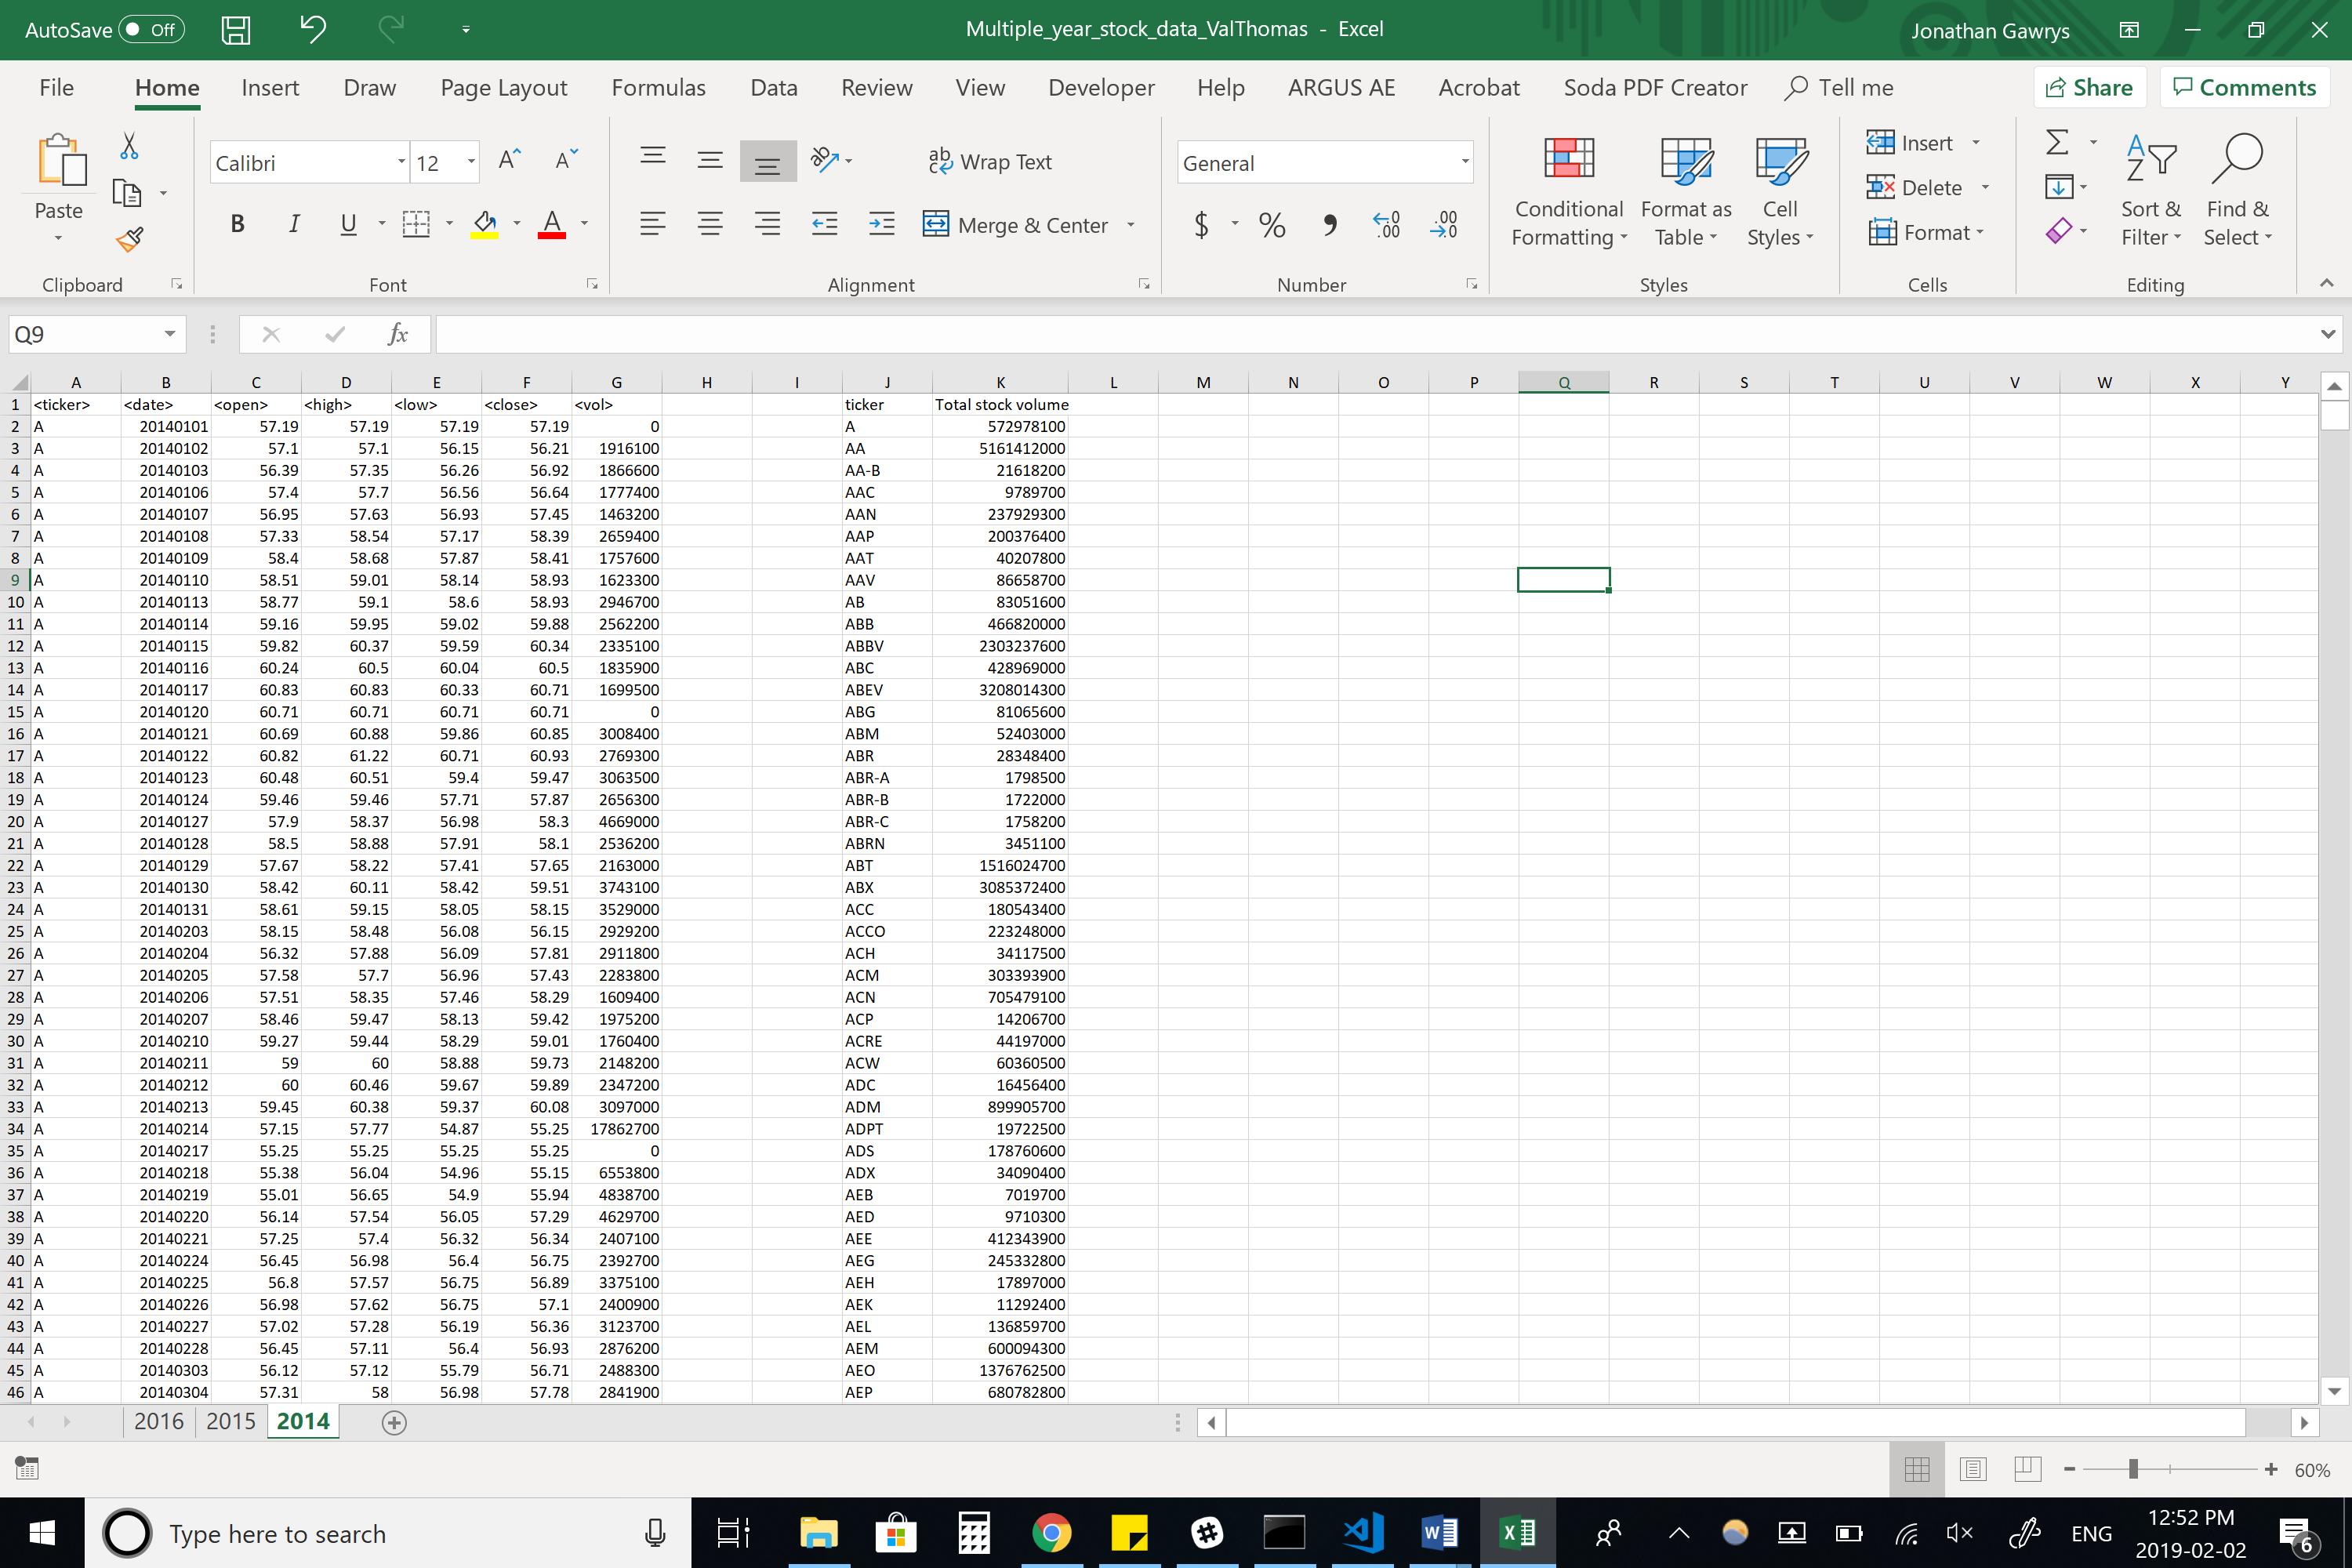 AutoSave Off Multiple_year_stock_data_ValThomas - Excel Jonathan Gawrys
File Home Insert Draw Page Layout Formulas Data Review View Developer Help ARGUS AE Acrobat Soda PDF Creator Tell me Share Comments
Calibri 12 ab Wrap Text General Insert
Paste B I U A Merge & Center $ % , Conditional Formatting Format as Table Cell Styles Delete Format Sort & Filter Find & Select
Clipboard Font Alignment Number Styles Cells Editing
Q9 fx
A B C D E F G H I J K L M N O P Q R S T U V W X Y
1 <ticker> <date> <open> <high> <low> <close> <vol> ticker Total stock volume
2 A 20140101 57.19 57.19 57.19 57.19 0 A 572978100
3 A 20140102 57.1 57.1 56.15 56.21 1916100 AA 5161412000
4 A 20140103 56.39 57.35 56.26 56.92 1866600 AA-B 21618200
5 A 20140106 57.4 57.7 56.56 56.64 1777400 AAC 9789700
6 A 20140107 56.95 57.63 56.93 57.45 1463200 AAN 237929300
7 A 20140108 57.33 58.54 57.17 58.39 2659400 AAP 200376400
8 A 20140109 58.4 58.68 57.87 58.41 1757600 AAT 40207800
9 A 20140110 58.51 59.01 58.14 58.93 1623300 AAV 86658700
10 A 20140113 58.77 59.1 58.6 58.93 2946700 AB 83051600
11 A 20140114 59.16 59.95 59.02 59.88 2562200 ABB 466820000
12 A 20140115 59.82 60.37 59.59 60.34 2335100 ABBV 2303237600
13 A 20140116 60.24 60.5 60.04 60.5 1835900 ABC 428969000
14 A 20140117 60.83 60.83 60.33 60.71 1699500 ABEV 3208014300
15 A 20140120 60.71 60.71 60.71 60.71 0 ABG 81065600
16 A 20140121 60.69 60.88 59.86 60.85 3008400 ABM 52403000
17 A 20140122 60.82 61.22 60.71 60.93 2769300 ABR 28348400
18 A 20140123 60.48 60.51 59.4 59.47 3063500 ABR-A 1798500
19 A 20140124 59.46 59.46 57.71 57.87 2656300 ABR-B 1722000
20 A 20140127 57.9 58.37 56.98 58.3 4669000 ABR-C 1758200
21 A 20140128 58.5 58.88 57.91 58.1 2536200 ABRN 3451100
22 A 20140129 57.67 58.22 57.41 57.65 2163000 ABT 1516024700
23 A 20140130 58.42 60.11 58.42 59.51 3743100 ABX 3085372400
24 A 20140131 58.61 59.15 58.05 58.15 3529000 ACC 180543400
25 A 20140203 58.15 58.48 56.08 56.15 2929200 ACCO 223248000
26 A 20140204 56.32 57.88 56.09 57.81 2911800 ACH 34117500
27 A 20140205 57.58 57.7 56.96 57.43 2283800 ACM 303393900
28 A 20140206 57.51 58.35 57.46 58.29 1609400 ACN 705479100
29 A 20140207 58.46 59.47 58.13 59.42 1975200 ACP 14206700
30 A 20140210 59.27 59.44 58.29 59.01 1760400 ACRE 44197000
31 A 20140211 59 60 58.88 59.73 2148200 ACW 60360500
32 A 20140212 60 60.46 59.67 59.89 2347200 ADC 16456400
33 A 20140213 59.45 60.38 59.37 60.08 3097000 ADM 899905700
34 A 20140214 57.15 57.77 54.87 55.25 17862700 ADPT 19722500
35 A 20140217 55.25 55.25 55.25 55.25 0 ADS 178760600
36 A 20140218 55.38 56.04 54.96 55.15 6553800 ADX 34090400
37 A 20140219 55.01 56.65 54.9 55.94 4838700 AEB 7019700
38 A 20140220 56.14 57.54 56.05 57.29 4629700 AED 9710300
39 A 20140221 57.25 57.4 56.32 56.34 2407100 AEE 412343900
40 A 20140224 56.45 56.98 56.4 56.75 2392700 AEG 245332800
41 A 20140225 56.8 57.57 56.75 56.89 3375100 AEH 17897000
42 A 20140226 56.98 57.62 56.75 57.1 2400900 AEK 11292400
43 A 20140227 57.02 57.28 56.19 56.36 3123700 AEL 136859700
44 A 20140228 56.45 57.11 56.4 56.93 2876200 AEM 600094300
45 A 20140303 56.12 57.12 55.79 56.71 2488300 AEO 1376762500
46 A 20140304 57.31 58 56.98 57.78 2841900 AEP 680782800
2016 2015 2014
60%
Type here to search ENG 12:52 PM
2019-02-02 6